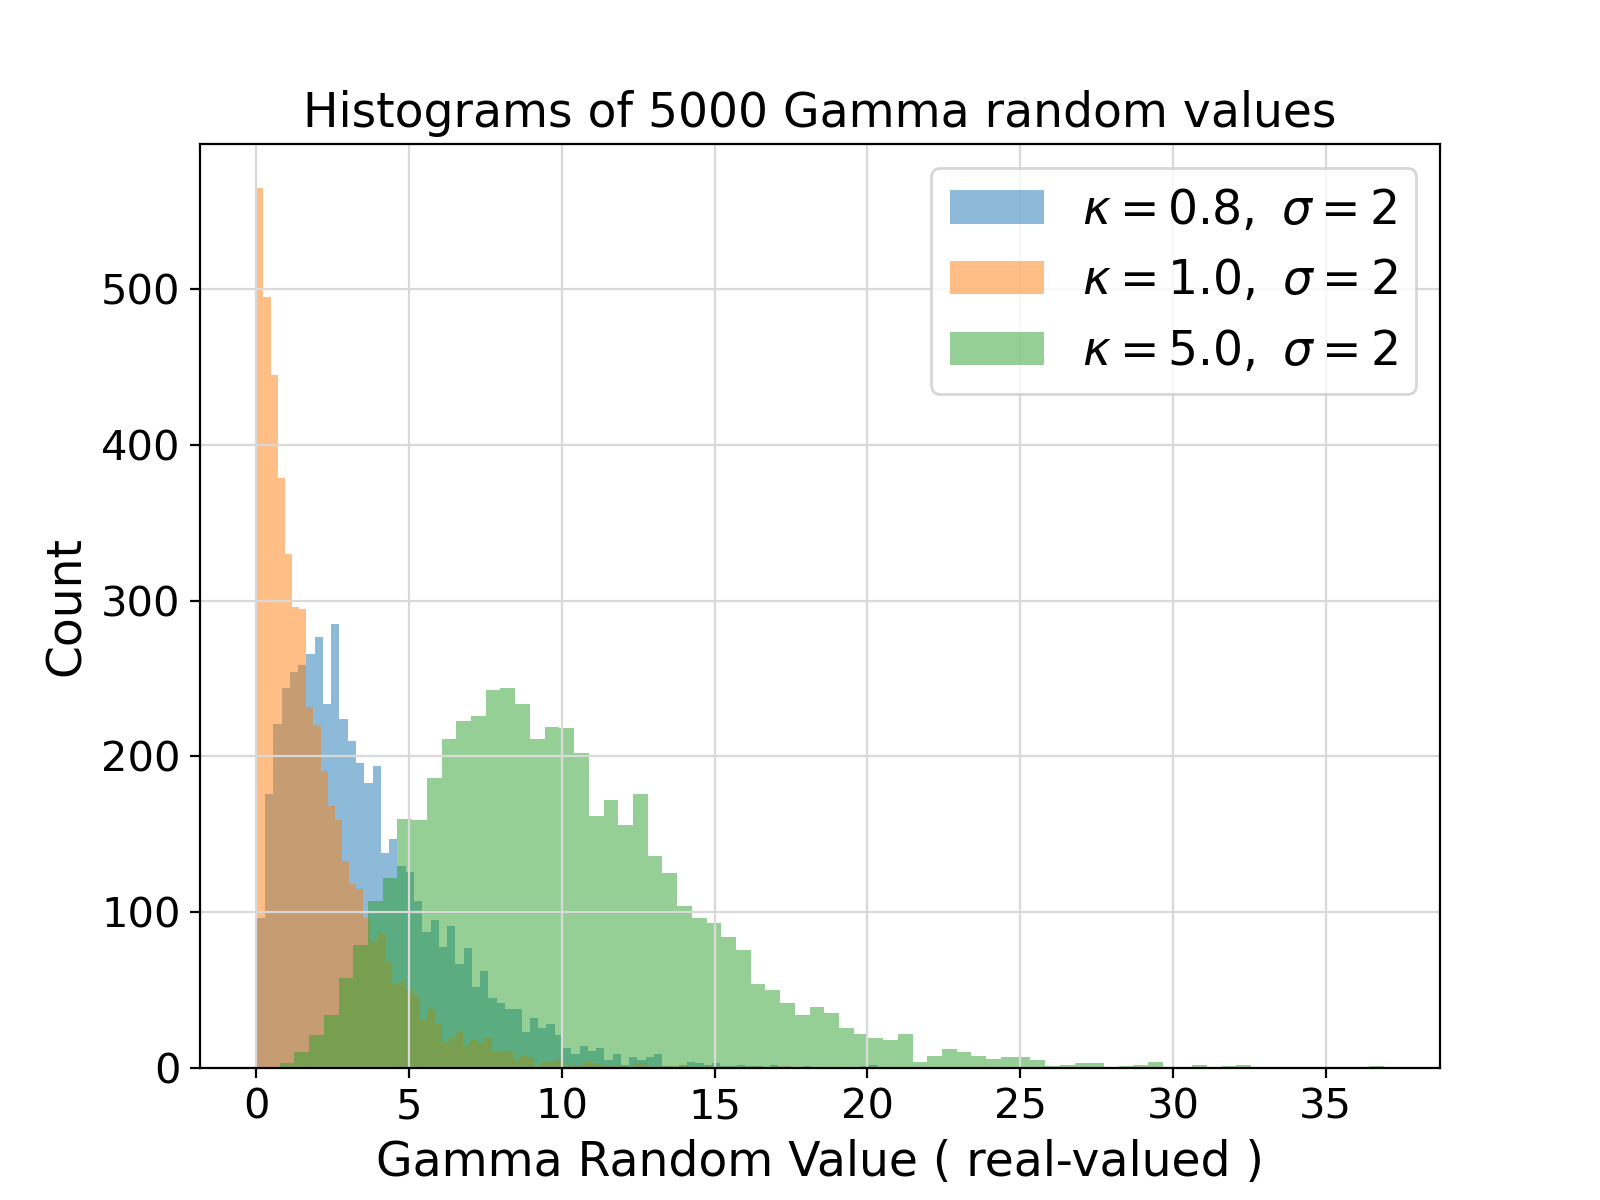 Histograms of 5000 Gamma random values
κ = 0.8, σ = 2
κ = 1.0, σ = 2
κ = 5.0, σ = 2
Count
500
400
300
200
100
0
0 5 10 15 20 25 30 35
Gamma Random Value ( real-valued )